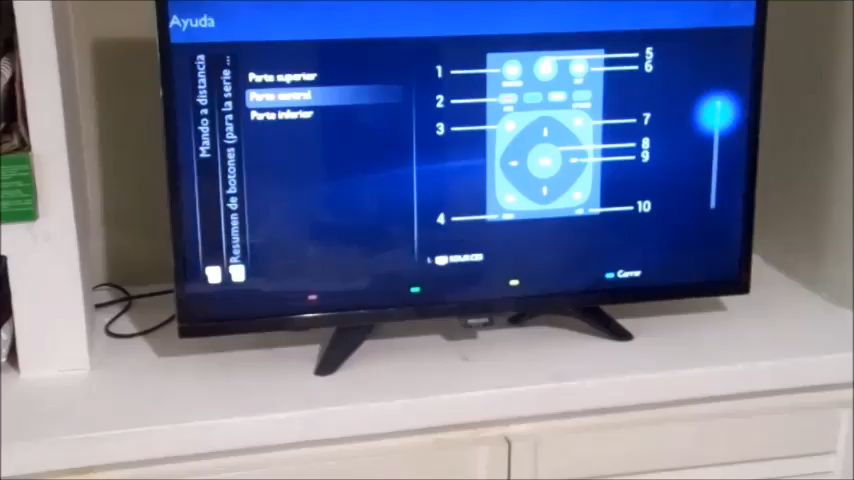 Ayuda
Mando a distancia
Resumen de botones (para la serie ...
Parte superior
Parte central
Parte inferior
1
2
3
4
5
6
7
8
9
10
1. SOURCES
Cerrar